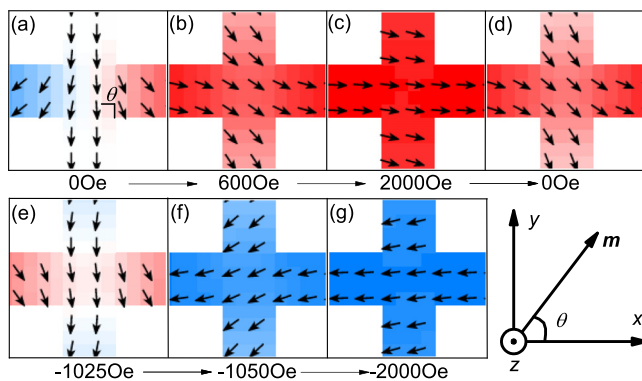 (a) (b) (c) (d)
θ
0Oe 600Oe 2000Oe 0Oe
(e) (f) (g)
y
m
θ
x
z
-1025Oe -1050Oe -2000Oe